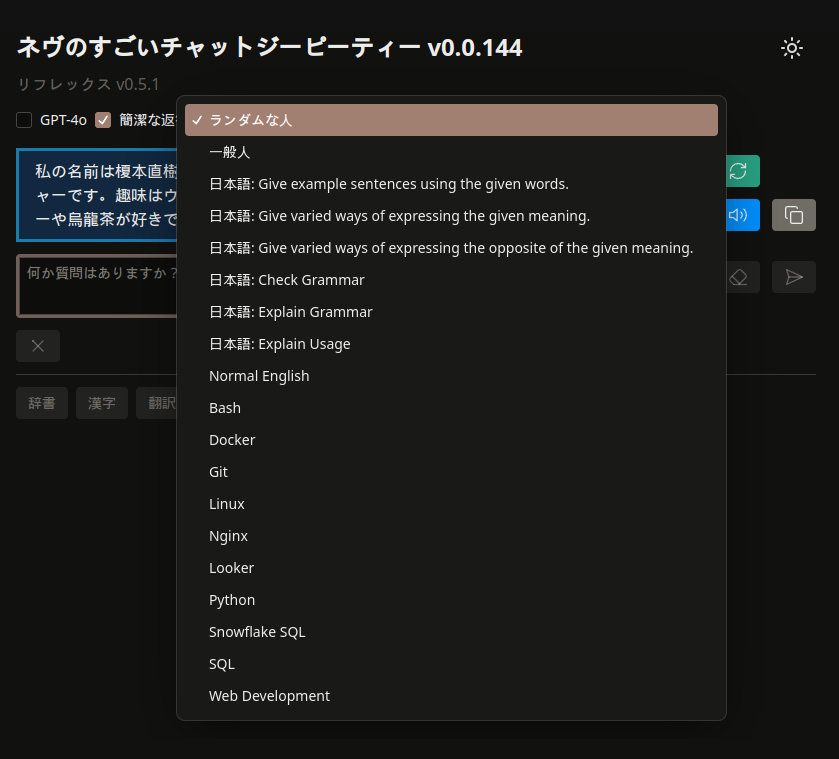 ネヴのすごいチャットジーピーティー v0.0.144
リフレックス v0.5.1
GPT-4o 簡潔な返
私の名前は榎本直樹
ャーです。趣味はウ
ーや烏龍茶が好きで
何か質問はありますか？
辞書 漢字 翻訳
ランダムな人
一般人
日本語: Give example sentences using the given words.
日本語: Give varied ways of expressing the given meaning.
日本語: Give varied ways of expressing the opposite of the given meaning.
日本語: Check Grammar
日本語: Explain Grammar
日本語: Explain Usage
Normal English
Bash
Docker
Git
Linux
Nginx
Looker
Python
Snowflake SQL
SQL
Web Development